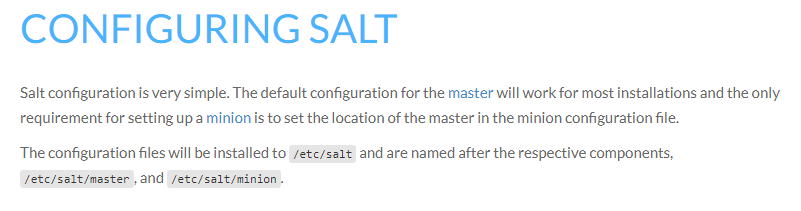 CONFIGURING SALT
Salt configuration is very simple. The default configuration for the master will work for most installations and the only
requirement for setting up a minion is to set the location of the master in the minion configuration file.
The configuration files will be installed to /etc/salt and are named after the respective components,
/etc/salt/master, and /etc/salt/minion.